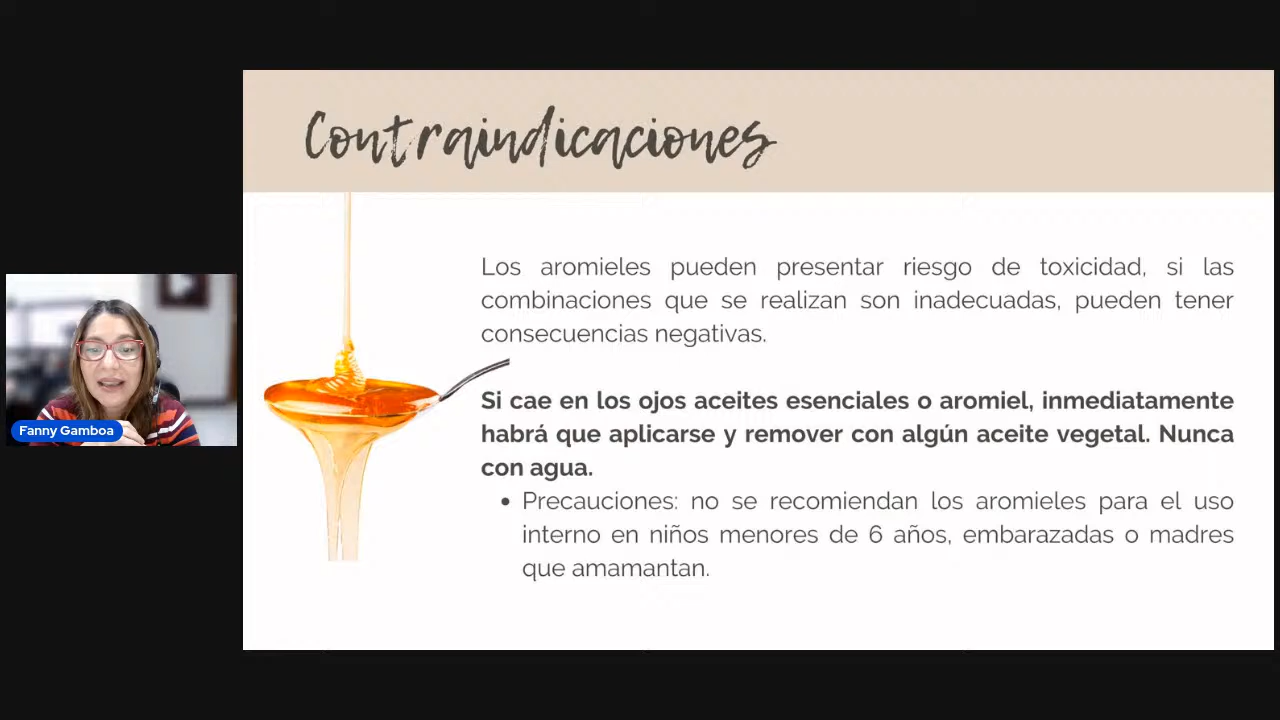 Contraindicaciones
Los aromieles pueden presentar riesgo de toxicidad, si las
combinaciones que se realizan son inadecuadas, pueden tener
consecuencias negativas.
Si cae en los ojos aceites esenciales o aromiel, inmediatamente
habrá que aplicarse y remover con algún aceite vegetal. Nunca
con agua.
• Precauciones: no se recomiendan los aromieles para el uso
interno en niños menores de 6 años, embarazadas o madres
que amamantan.
Fanny Gamboa